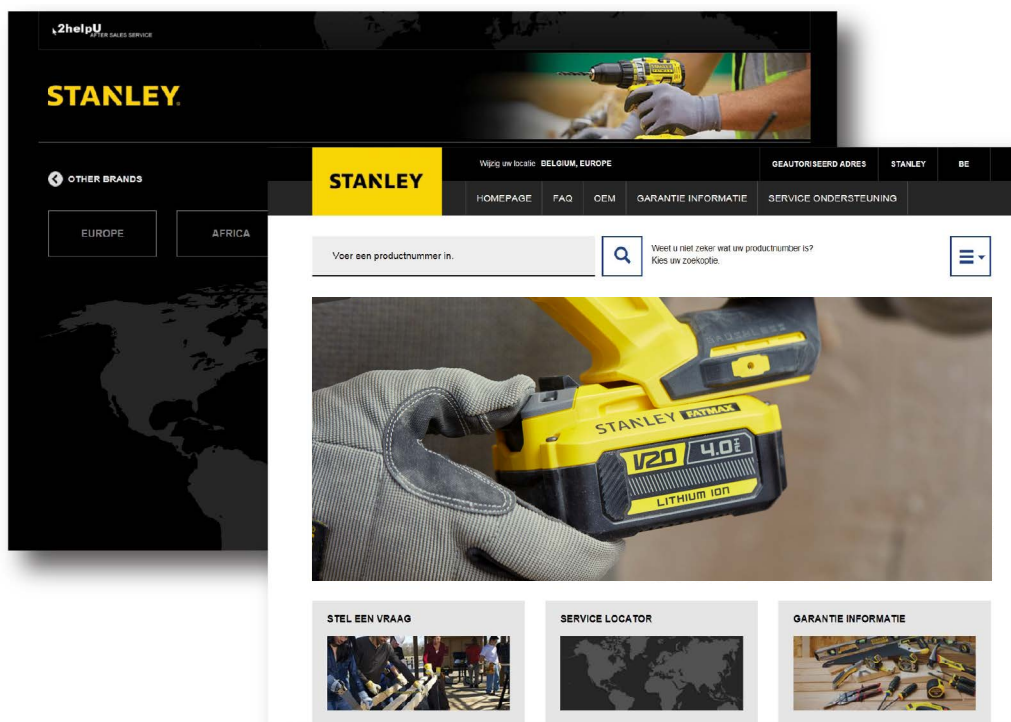 2helpU
AFTER SALES SERVICE
STANLEY.
OTHER BRANDS
EUROPE
AFRICA
STANLEY
Wijzig uw locatie BELGIUM, EUROPE
GEAUTORISEERD ADRES
STANLEY
BE
HOMEPAGE
FAQ
OEM
GARANTIE INFORMATIE
SERVICE ONDERSTEUNING
Voer een productnummer in.
Weet u niet zeker wat uw productnumber is?
Kies uw zoekoptie.
BRUSHLESS
STANLEY FATMAX
V20 4.0 Ah
LITHIUM ION
STEL EEN VRAAG
SERVICE LOCATOR
GARANTIE INFORMATIE